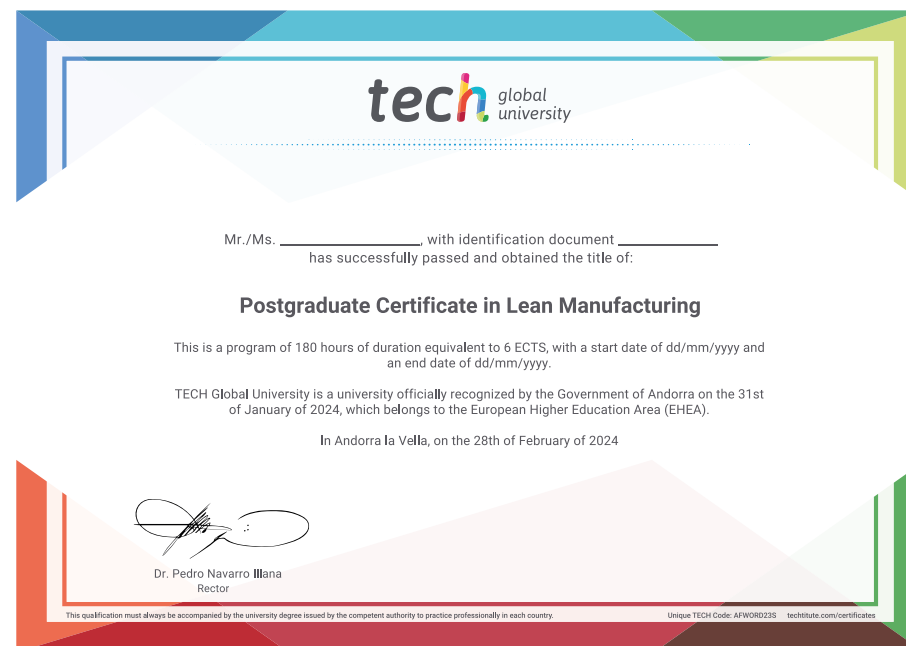 tech global
university
Mr./Ms. ____________, with identification document ____________
has successfully passed and obtained the title of:
Postgraduate Certificate in Lean Manufacturing
This is a program of 180 hours of duration equivalent to 6 ECTS, with a start date of dd/mm/yyyy and
an end date of dd/mm/yyyy.
TECH Global University is a university officially recognized by the Government of Andorra on the 31st
of January of 2024, which belongs to the European Higher Education Area (EHEA).
In Andorra la Vella, on the 28th of February of 2024
Dr. Pedro Navarro Illana
Rector
This qualification must always be accompanied by the university degree issued by the competent authority to practice professionally in each country.
Unique TECH Code: AFWORD23S techtitute.com/certificates